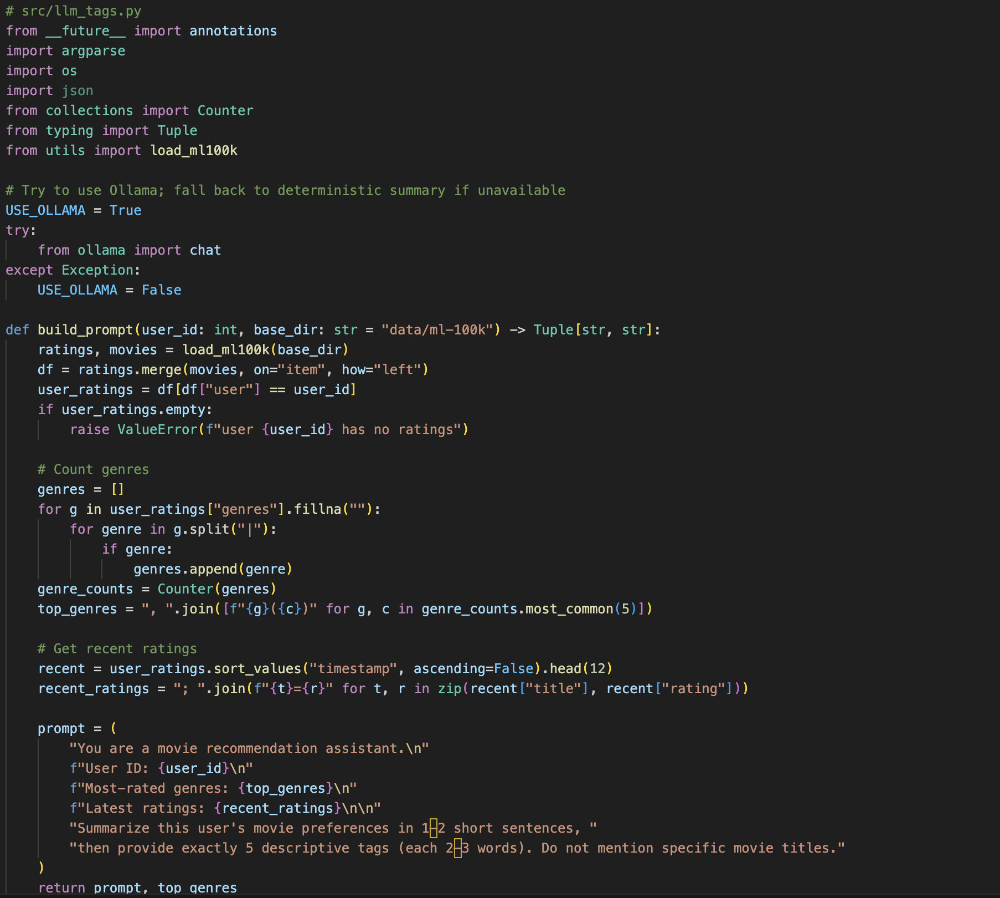 # src/llm_tags.py
from __future__ import annotations
import argparse
import os
import json
from collections import Counter
from typing import Tuple
from utils import load_ml100k

# Try to use Ollama; fall back to deterministic summary if unavailable
USE_OLLAMA = True
try:
    from ollama import chat
except Exception:
    USE_OLLAMA = False

def build_prompt(user_id: int, base_dir: str = "data/ml-100k") -> Tuple[str, str]:
    ratings, movies = load_ml100k(base_dir)
    df = ratings.merge(movies, on="item", how="left")
    user_ratings = df[df["user"] == user_id]
    if user_ratings.empty:
        raise ValueError(f"user {user_id} has no ratings")

    # Count genres
    genres = []
    for g in user_ratings["genres"].fillna(""):
        for genre in g.split("|"):
            if genre:
                genres.append(genre)
    genre_counts = Counter(genres)
    top_genres = ", ".join([f"{g}({c})" for g, c in genre_counts.most_common(5)])

    # Get recent ratings
    recent = user_ratings.sort_values("timestamp", ascending=False).head(12)
    recent_ratings = "; ".join(f"{t}={r}" for t, r in zip(recent["title"], recent["rating"]))

    prompt = (
        "You are a movie recommendation assistant.\n"
        f"User ID: {user_id}\n"
        f"Most-rated genres: {top_genres}\n"
        f"Latest ratings: {recent_ratings}\n\n"
        "Summarize this user's movie preferences in 1–2 short sentences, "
        "then provide exactly 5 descriptive tags (each 2–3 words). Do not mention specific movie titles."
    )
    return prompt, top_genres